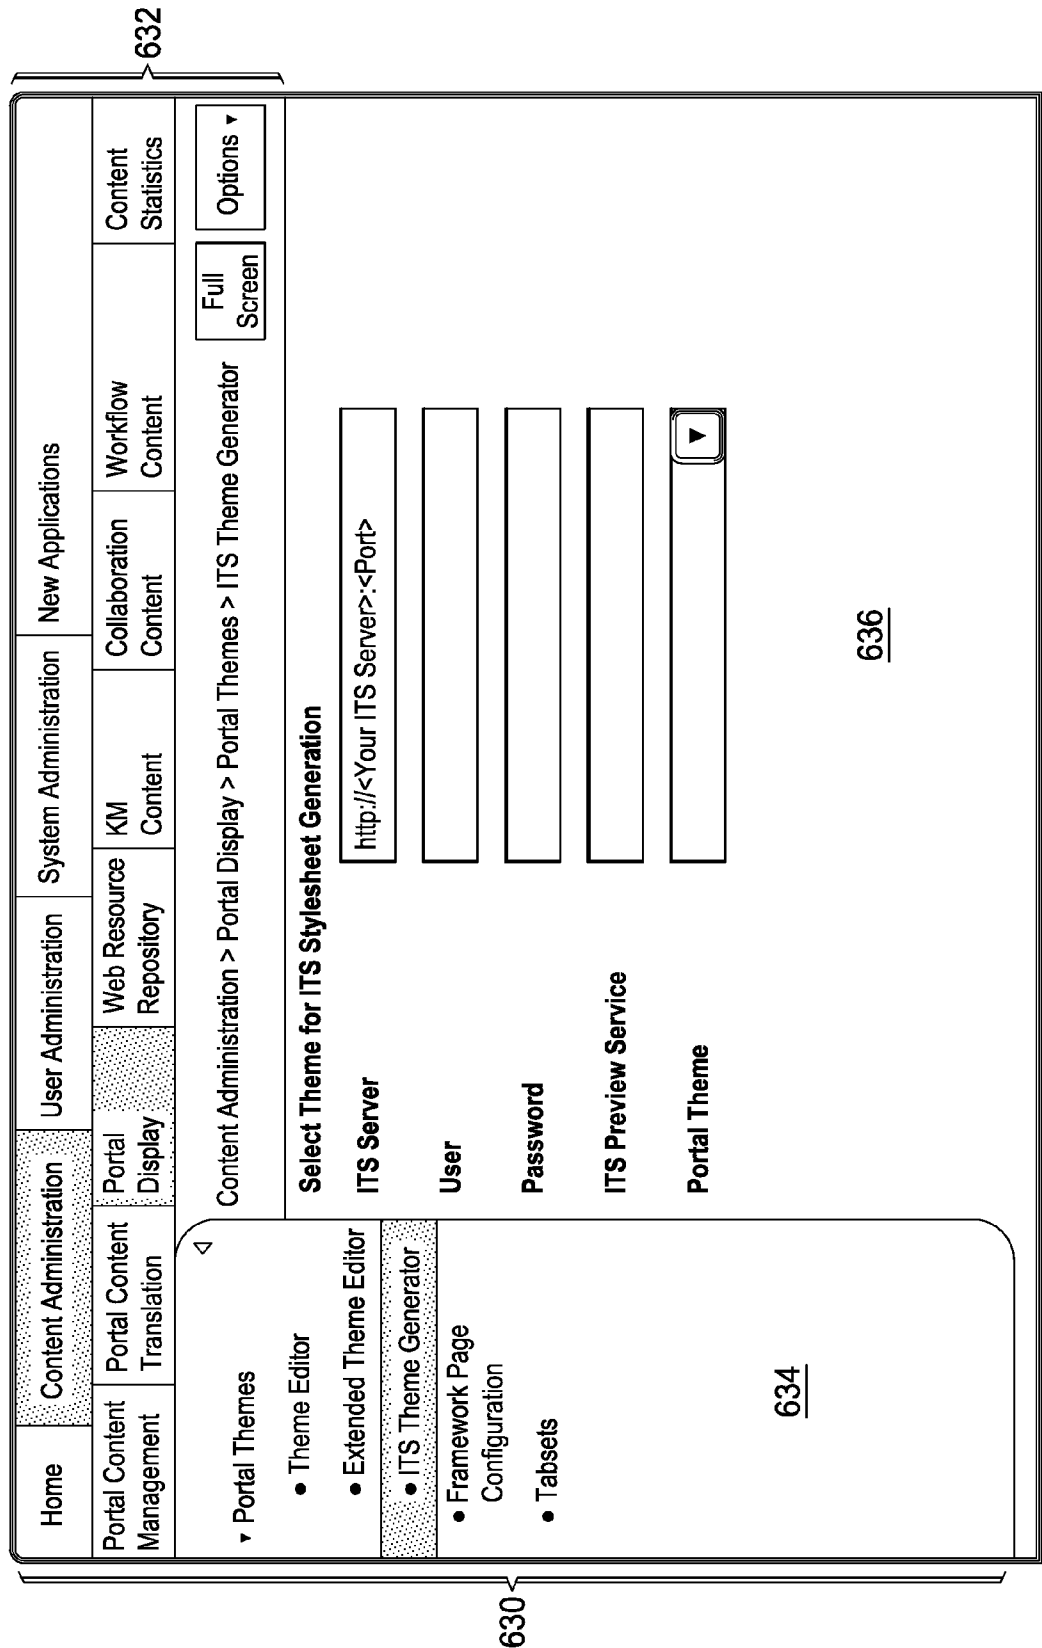 632
Home
Content Administration
User Administration
System Administration
New Applications
Portal Content
Management
Portal Content
Translation
Portal
Display
Web Resource
Repository
KM
Content
Collaboration
Content
Workflow
Content
Content
Statistics
Content Administration > Portal Display > Portal Themes > ITS Theme Generator
Full
Screen
Options ▾
▾ Portal Themes
• Theme Editor
• Extended Theme Editor
• ITS Theme Generator
• Framework Page
Configuration
• Tabsets
634
Select Theme for ITS Stylesheet Generation
ITS Server
http://<Your ITS Server>:<Port>
User
Password
ITS Preview Service
Portal Theme
636
630